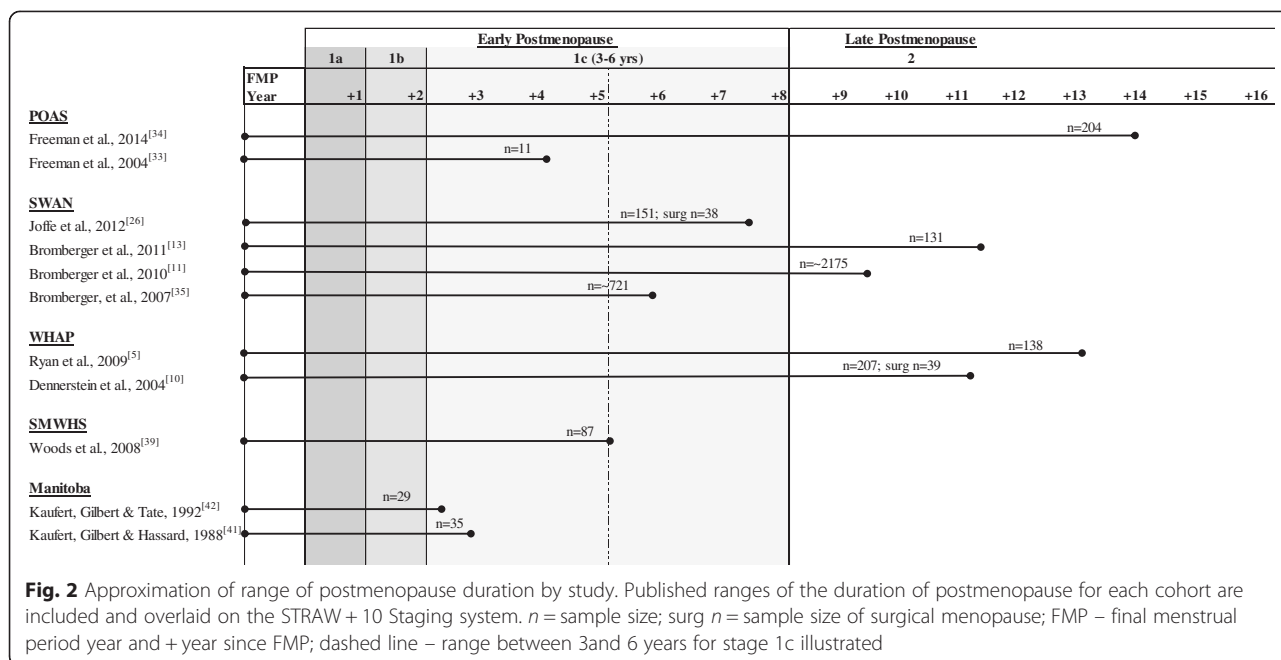 Early Postmenopause Late Postmenopause
1a 1b 1c (3-6 yrs) 2
FMP
Year +1 +2 +3 +4 +5 +6 +7 +8 +9 +10 +11 +12 +13 +14 +15 +16
POAS
Freeman et al., 2014[34] n=204
Freeman et al., 2004[33] n=11
SWAN
Joffe et al., 2012[26] n=151; surg n=38
Bromberger et al., 2011[13] n=131
Bromberger et al., 2010[11] n=~2175
Bromberger, et al., 2007[35] n=~721
WHAP
Ryan et al., 2009[5] n=138
Dennerstein et al., 2004[10] n=207; surg n=39
SMWHS
Woods et al., 2008[39] n=87
Manitoba
Kaufert, Gilbert & Tate, 1992[42] n=29
Kaufert, Gilbert & Hassard, 1988[41] n=35
Fig. 2 Approximation of range of postmenopause duration by study. Published ranges of the duration of postmenopause for each cohort are
included and overlaid on the STRAW + 10 Staging system. n = sample size; surg n = sample size of surgical menopause; FMP – final menstrual
period year and + year since FMP; dashed line – range between 3and 6 years for stage 1c illustrated